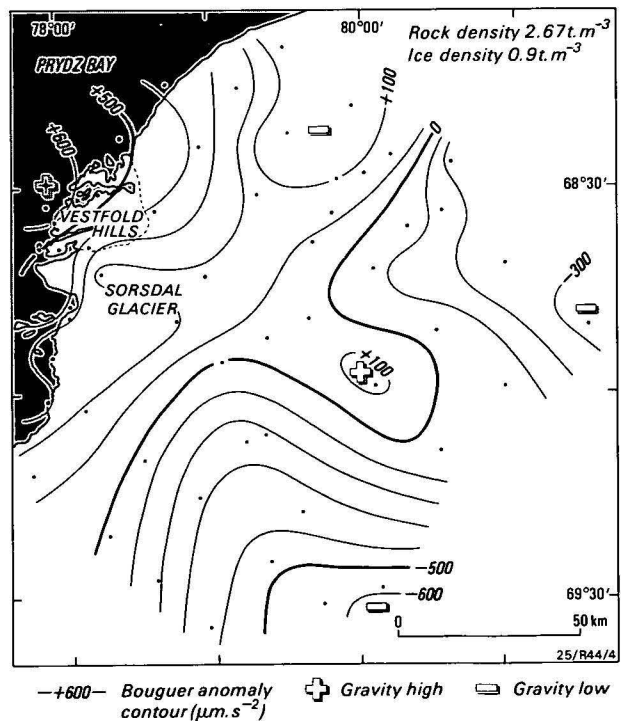 78°00'
80°00'
Rock density 2.67t.m⁻³
Ice density 0.9t.m⁻³
PRYDZ BAY
+100
+500
+600
0
68°30'
VESTFOLD
HILLS
-300
SORSDAL
GLACIER
+100
-500
-600
69°30'
0 50 km
25/R44/4
—+600— Bouguer anomaly
contour (μm.s⁻²)
Gravity high
Gravity low